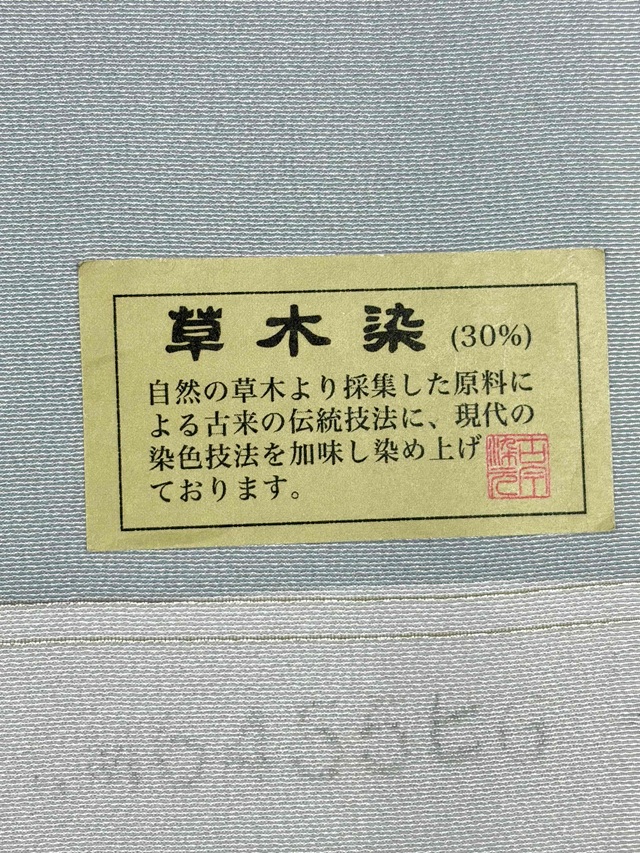 草木染 (30%)
自然の草木より採集した原料に
よる古来の伝統技法に、現代の
染色技法を加味し染め上げ
ております。